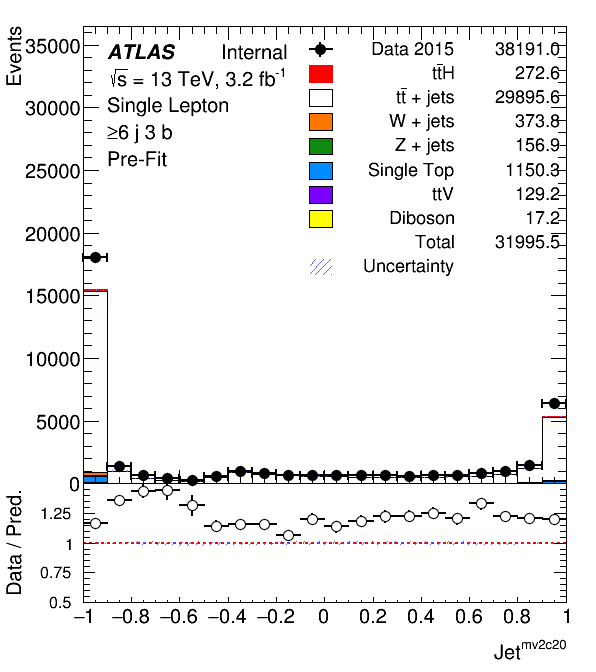 Events
35000
30000
25000
20000
15000
10000
5000
0
ATLAS Internal
√s = 13 TeV, 3.2 fb⁻¹
Single Lepton
≥6 j 3 b
Pre-Fit
Data 2015 38191.0
tt̄H 272.6
tt̄ + jets 29895.6
W + jets 373.8
Z + jets 156.9
Single Top 1150.3
ttV 129.2
Diboson 17.2
Total 31995.5
Uncertainty
Data / Pred.
1.25
1
0.75
0.5
−1 −0.8 −0.6 −0.4 −0.2 0 0.2 0.4 0.6 0.8 1
Jet^mv2c20